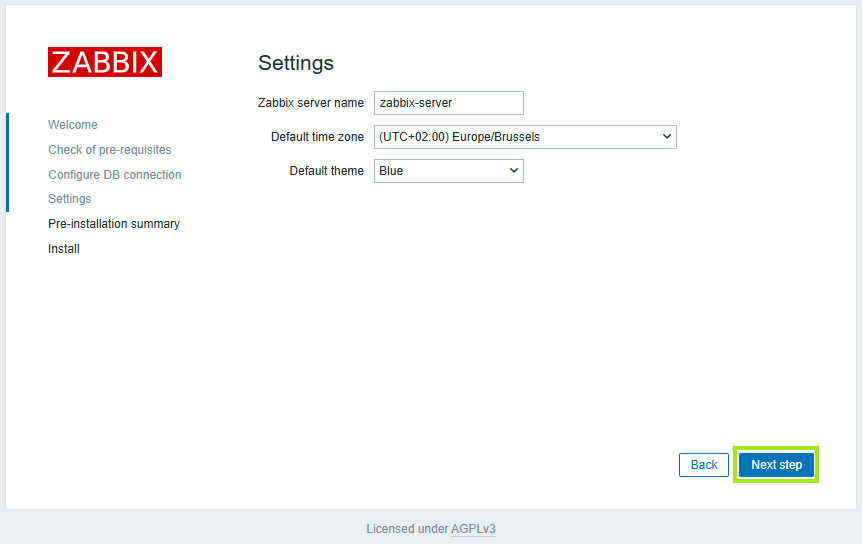 ZABBIX
Settings
Zabbix server name zabbix-server
Default time zone (UTC+02:00) Europe/Brussels
Default theme Blue
Welcome
Check of pre-requisites
Configure DB connection
Settings
Pre-installation summary
Install
Back Next step
Licensed under AGPLv3